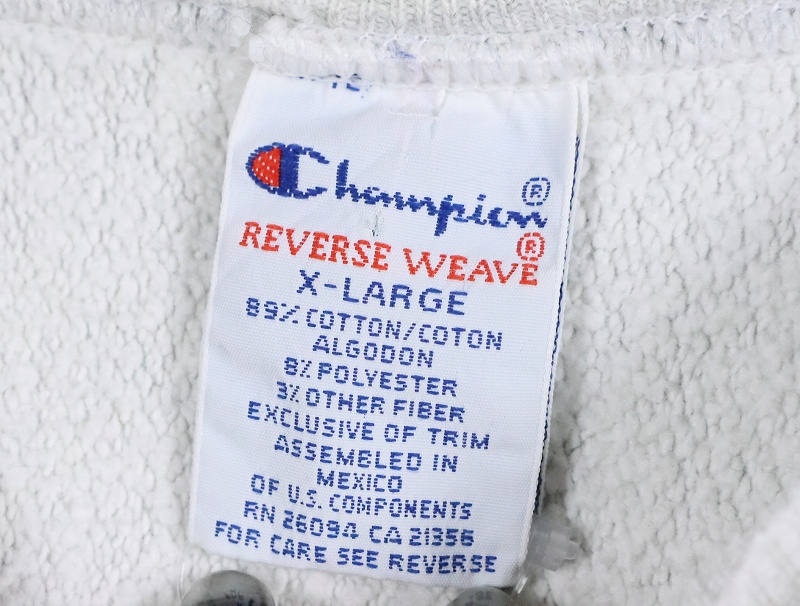 Champion®
REVERSE WEAVE®
X-LARGE
89% COTTON/COTON
ALGODON
8% POLYESTER
3% OTHER FIBER
EXCLUSIVE OF TRIM
ASSEMBLED IN
MEXICO
OF U.S. COMPONENTS
RN 26094 CA 21356
FOR CARE SEE REVERSE